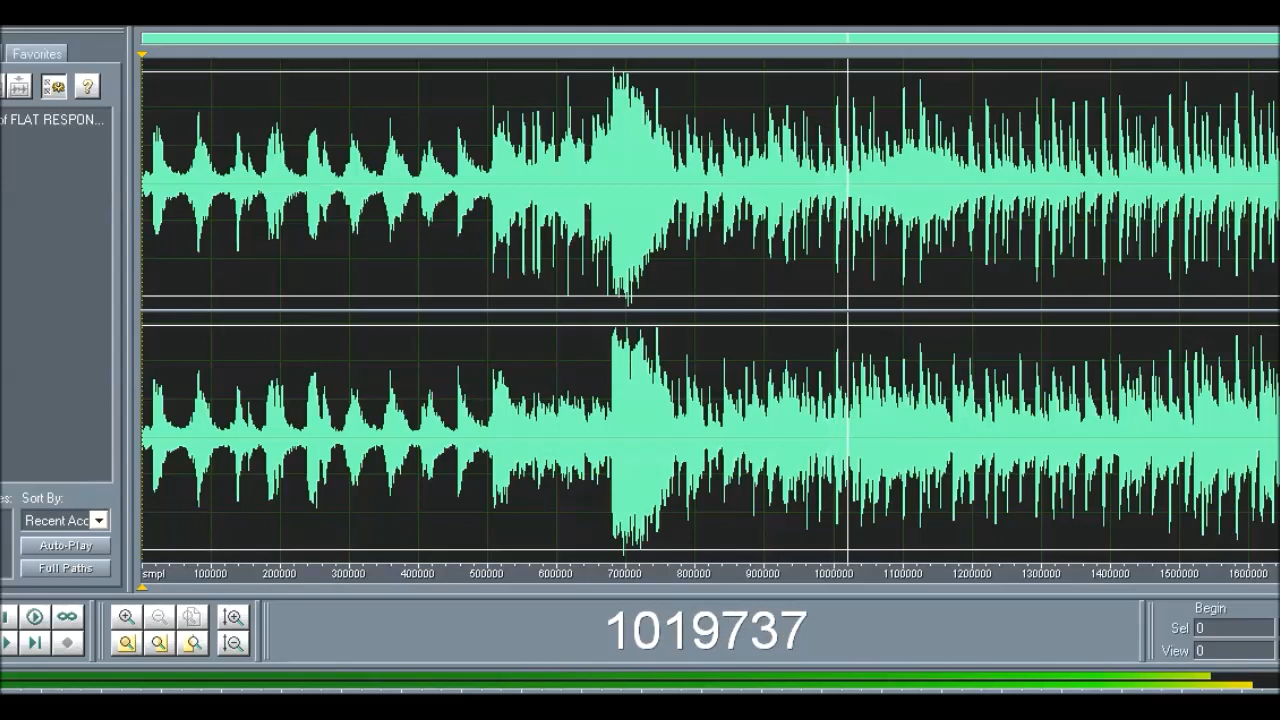 Favorites
?
of FLAT RESPON...
es: Sort By:
Recent Acc
Auto-Play
Full Paths
smpl 100000 200000 300000 400000 500000 600000 700000 800000 900000 1000000 1100000 1200000 1300000 1400000 1500000 1600000
1019737
Begin
Sel 0
View 0